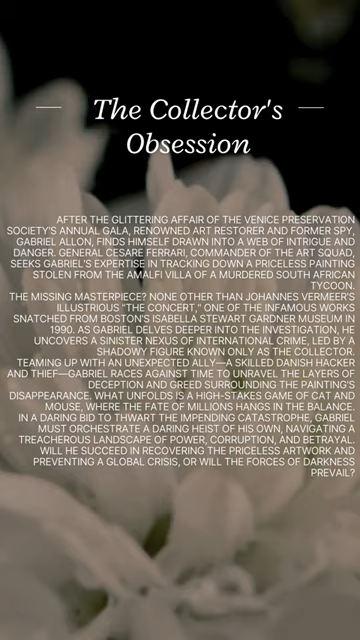 The Collector's
Obsession
AFTER THE GLITTERING AFFAIR OF THE VENICE PRESERVATION
SOCIETY'S ANNUAL GALA, RENOWNED ART RESTORER AND FORMER SPY,
GABRIEL ALLON, FINDS HIMSELF DRAWN INTO A WEB OF INTRIGUE AND
DANGER. GENERAL CESARE FERRARI, COMMANDER OF THE ART SQUAD,
SEEKS GABRIEL'S EXPERTISE IN TRACKING DOWN A PRICELESS PAINTING
STOLEN FROM THE AMALFI VILLA OF A MURDERED SOUTH AFRICAN
TYCOON.
THE MISSING MASTERPIECE? NONE OTHER THAN JOHANNES VERMEER'S
ILLUSTRIOUS "THE CONCERT," ONE OF THE INFAMOUS WORKS
SNATCHED FROM BOSTON'S ISABELLA STEWART GARDNER MUSEUM IN
1990. AS GABRIEL DELVES DEEPER INTO THE INVESTIGATION, HE
UNCOVERS A SINISTER NEXUS OF INTERNATIONAL CRIME, LED BY A
SHADOWY FIGURE KNOWN ONLY AS THE COLLECTOR.
TEAMING UP WITH AN UNEXPECTED ALLY—A SKILLED DANISH HACKER
AND THIEF—GABRIEL RACES AGAINST TIME TO UNRAVEL THE LAYERS OF
DECEPTION AND GREED SURROUNDING THE PAINTING'S
DISAPPEARANCE. WHAT UNFOLDS IS A HIGH-STAKES GAME OF CAT AND
MOUSE, WHERE THE FATE OF MILLIONS HANGS IN THE BALANCE.
IN A DARING BID TO THWART THE IMPENDING CATASTROPHE, GABRIEL
MUST ORCHESTRATE A DARING HEIST OF HIS OWN, NAVIGATING A
TREACHEROUS LANDSCAPE OF POWER, CORRUPTION, AND BETRAYAL.
WILL HE SUCCEED IN RECOVERING THE PRICELESS ARTWORK AND
PREVENTING A GLOBAL CRISIS, OR WILL THE FORCES OF DARKNESS
PREVAIL?